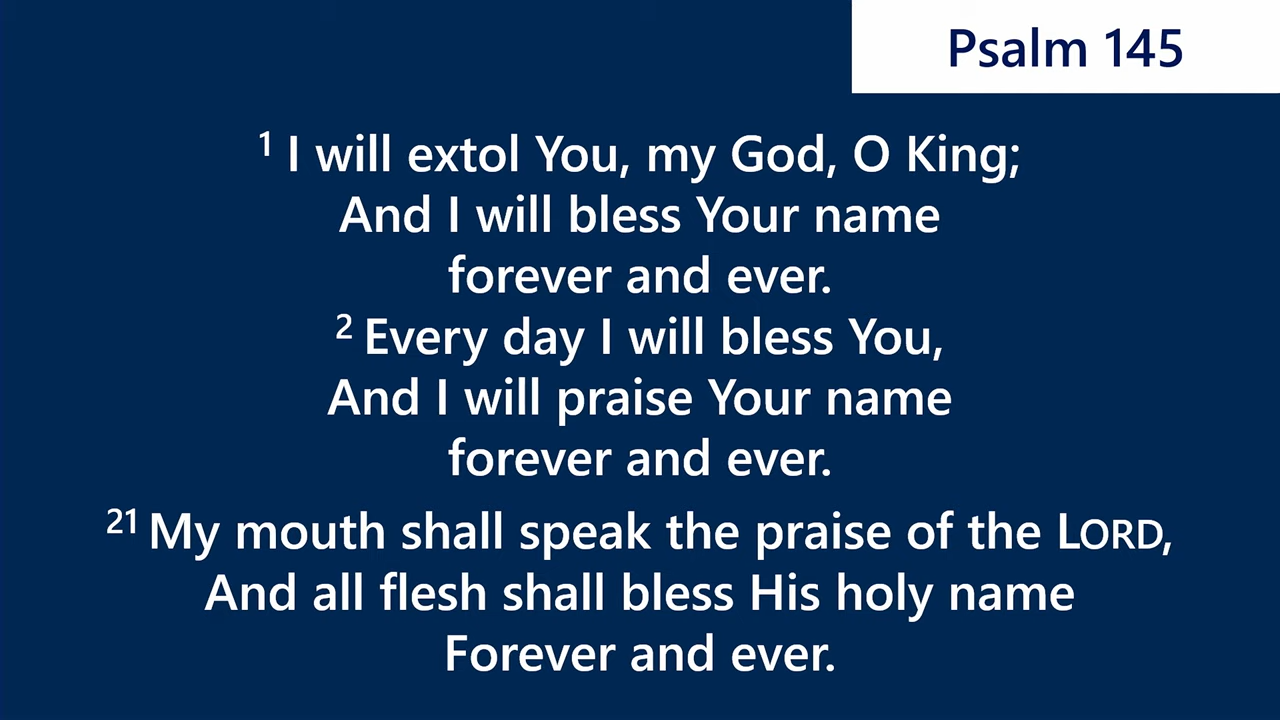 Psalm 145
1 I will extol You, my God, O King;
And I will bless Your name
forever and ever.
2 Every day I will bless You,
And I will praise Your name
forever and ever.
21 My mouth shall speak the praise of the LORD,
And all flesh shall bless His holy name
Forever and ever.